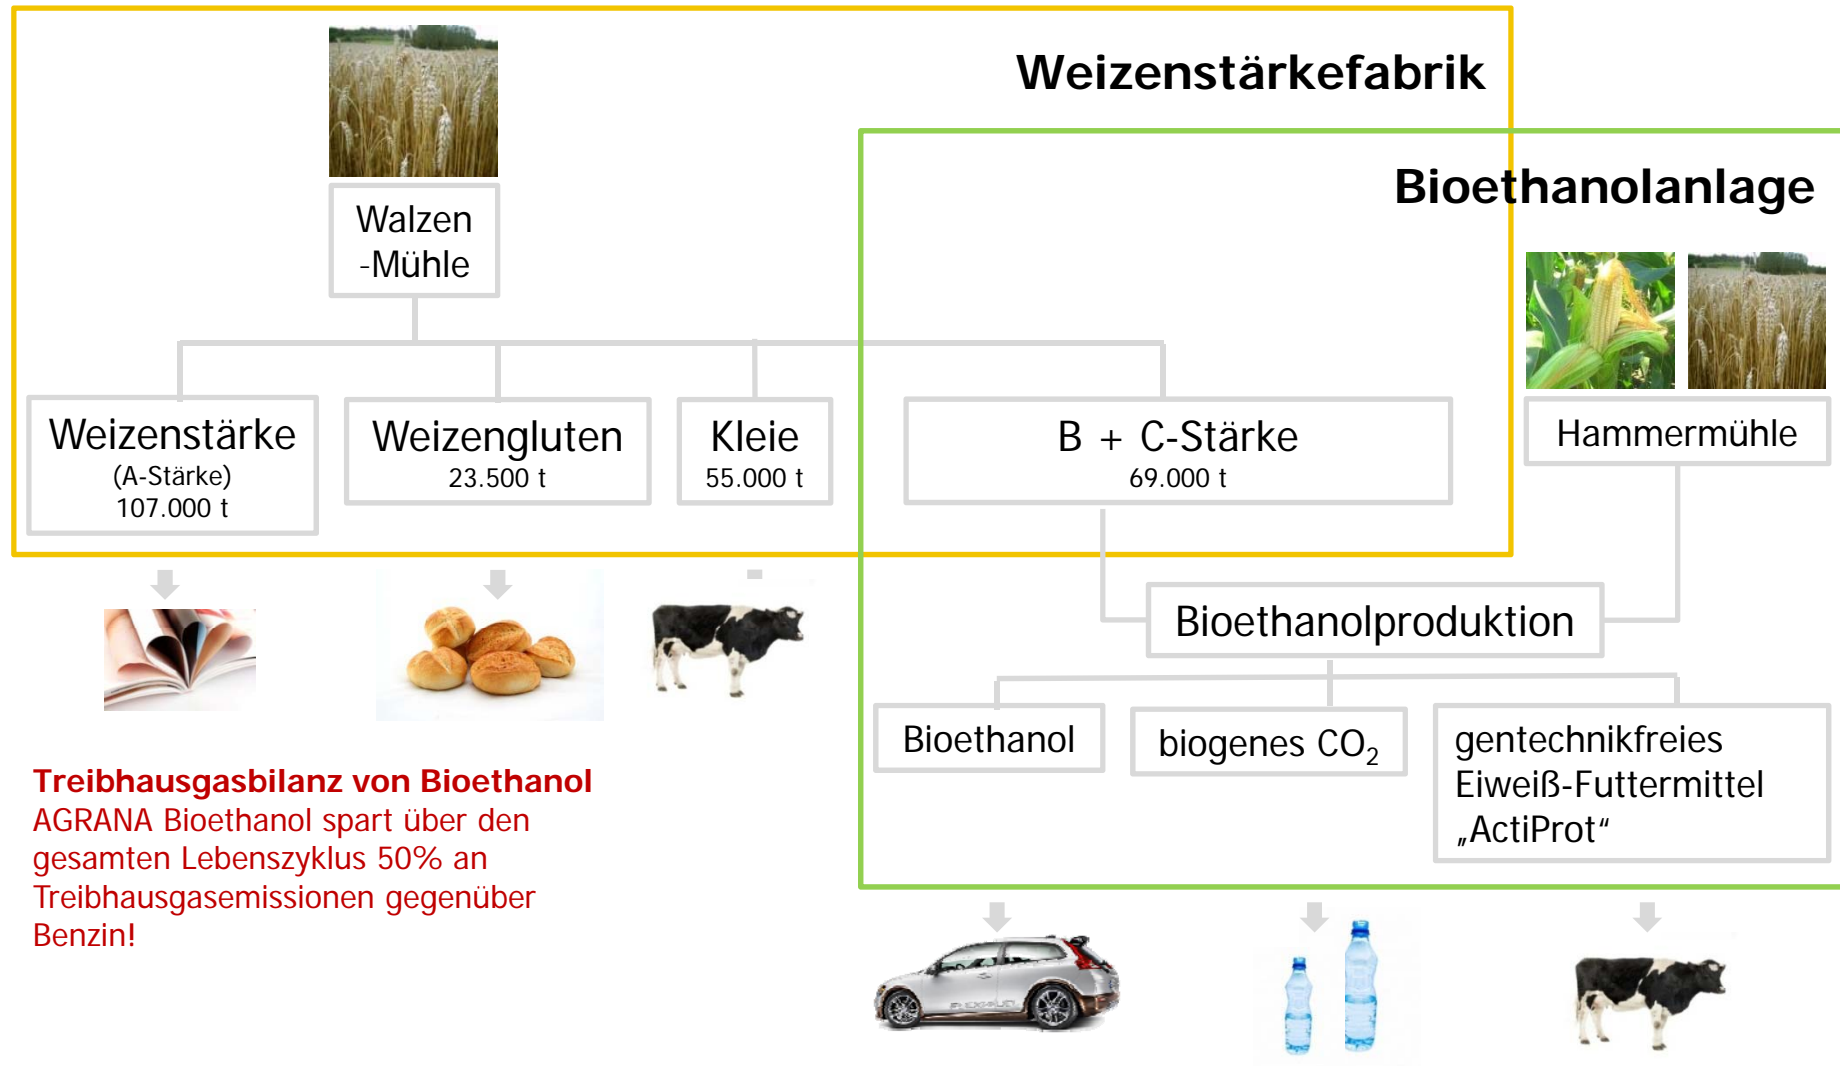 Weizenstärkefabrik
Bioethanolanlage
Walzen
-Mühle
Weizenstärke
(A-Stärke)
107.000 t
Weizengluten
23.500 t
Kleie
55.000 t
B + C-Stärke
69.000 t
Hammermühle
Bioethanolproduktion
Bioethanol
biogenes CO₂
gentechnikfreies
Eiweiß-Futtermittel
„ActiProt“
Treibhausgasbilanz von Bioethanol
AGRANA Bioethanol spart über den
gesamten Lebenszyklus 50% an
Treibhausgasemissionen gegenüber
Benzin!